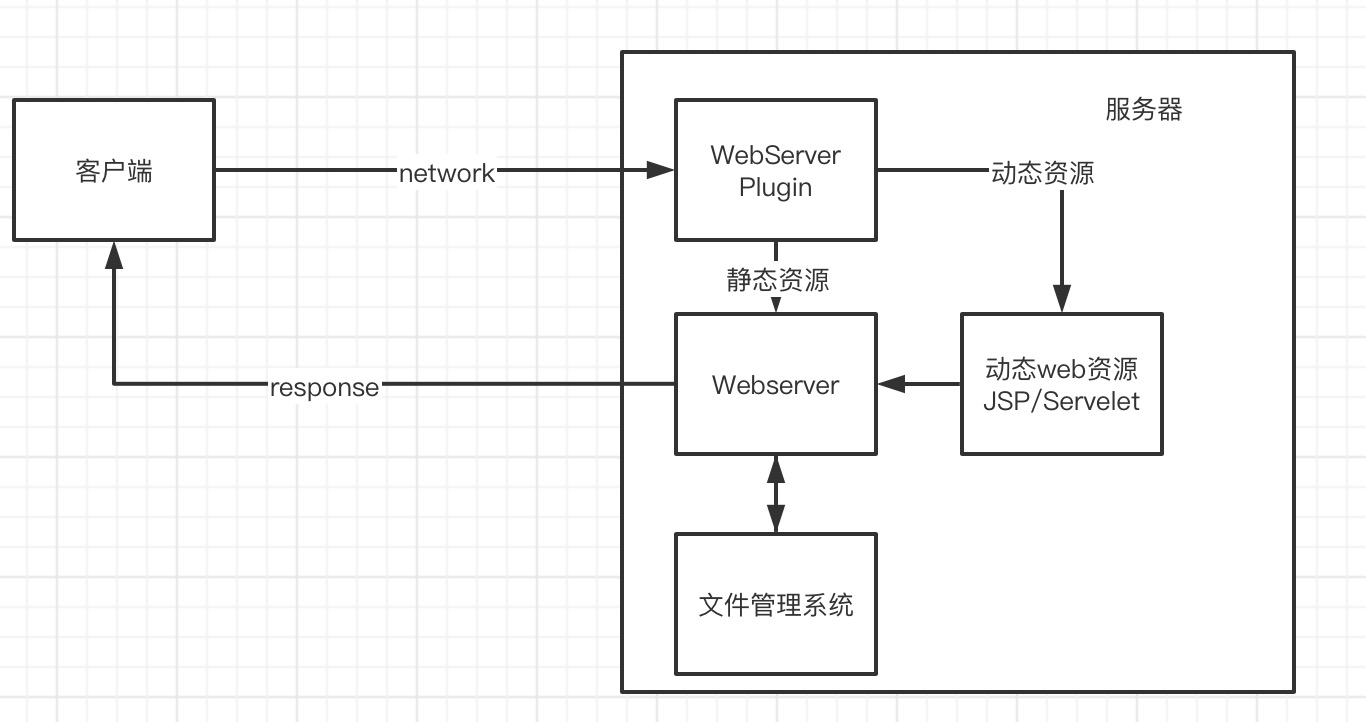 服务器
客户端
network
WebServer
Plugin
动态资源
静态资源
response
Webserver
动态web资源
JSP/Servelet
文件管理系统